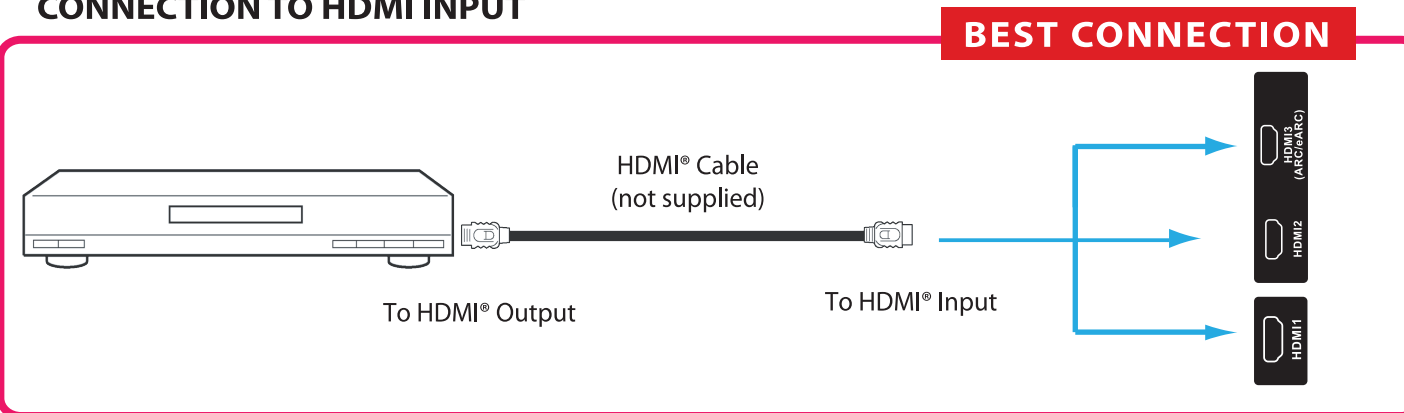 CONNECTION TO HDMI INPUT
BEST CONNECTION
HDMI® Cable
(not supplied)
To HDMI® Output
To HDMI® Input
HDMI3
(ARC/eARC)
HDMI2
HDMI1